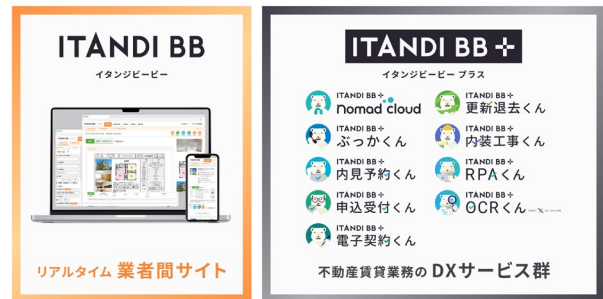 ITANDI BB
イタンジビービー
リアルタイム 業者間サイト
ITANDI BB +
イタンジビービー プラス
ITANDI BB +
nomad cloud
ITANDI BB +
ぶっかくん
ITANDI BB +
内見予約くん
ITANDI BB +
申込受付くん
ITANDI BB +
電子契約くん
ITANDI BB +
更新退去くん
ITANDI BB +
内装工事くん
ITANDI BB +
RPAくん
ITANDI BB +
OCRくん
不動産賃貸業務の DXサービス群